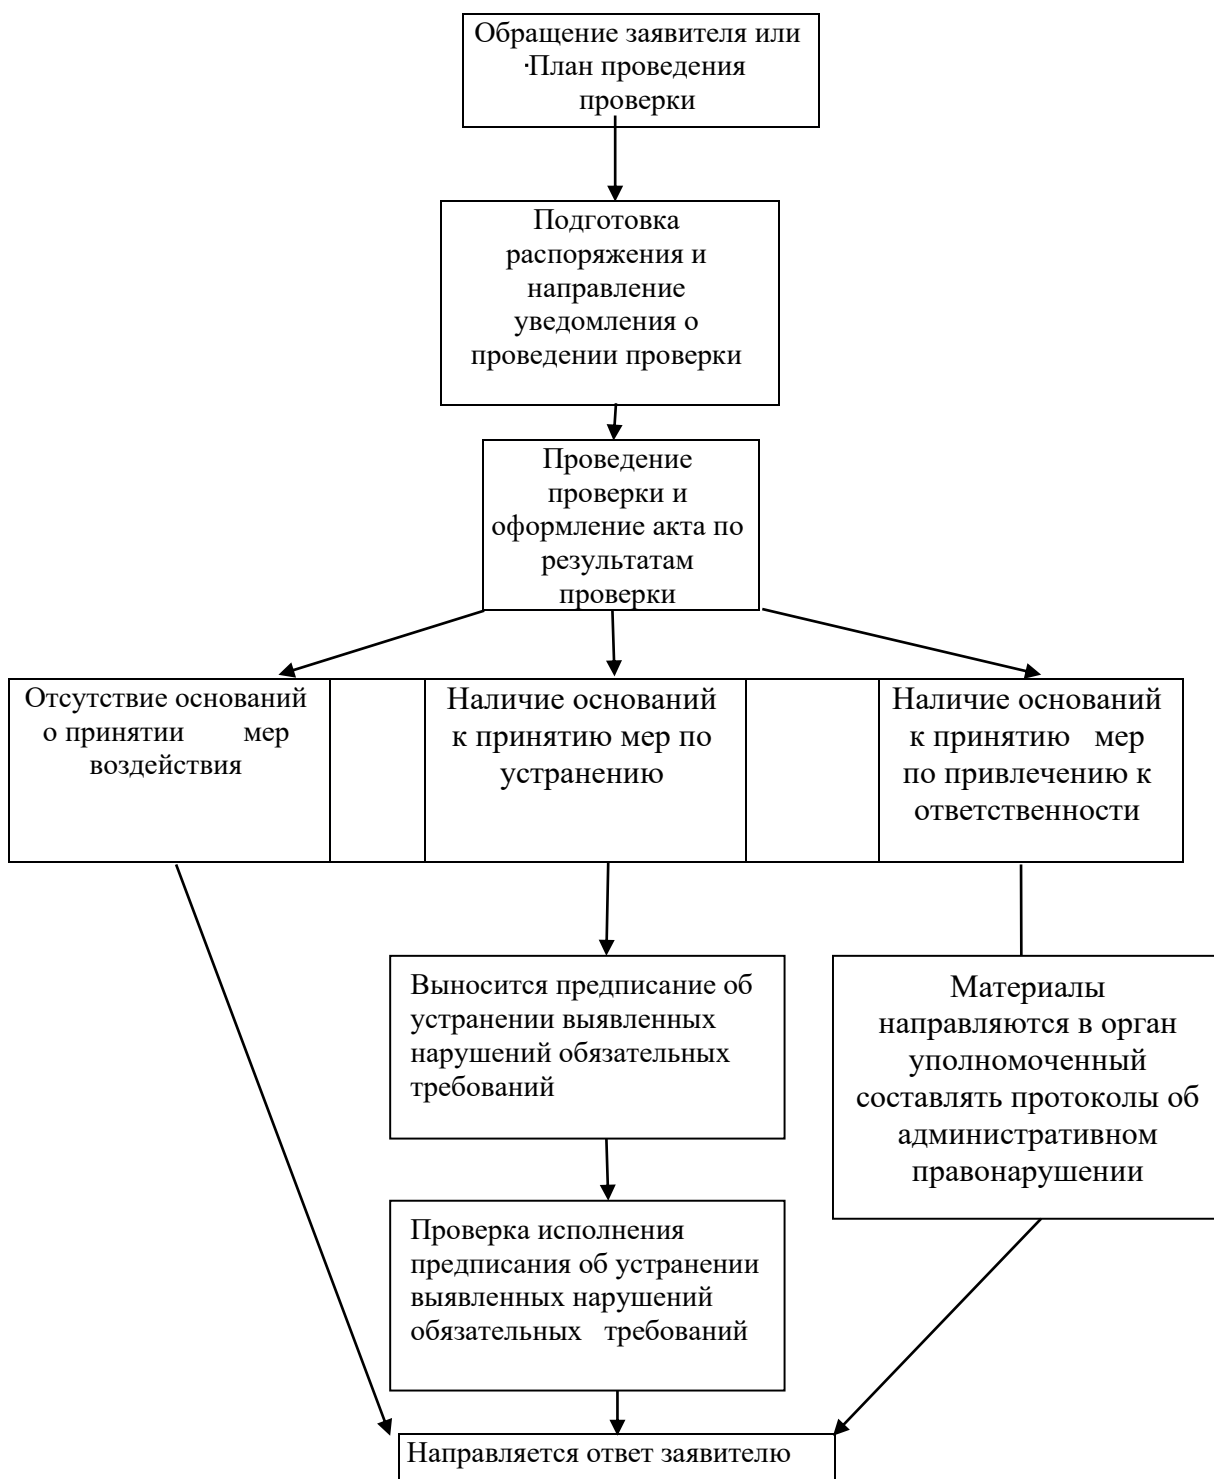 Обращение заявителя или
·План проведения
проверки
Подготовка
распоряжения и
направление
уведомления о
проведении проверки
Проведение
проверки и
оформление акта по
результатам
проверки
Отсутствие оснований
о принятии мер
воздействия
Наличие оснований
к принятию мер по
устранению
Наличие оснований
к принятию мер
по привлечению к
ответственности
Выносится предписание об
устранении выявленных
нарушений обязательных
требований
Материалы
направляются в орган
уполномоченный
составлять протоколы об
административном
правонарушении
Проверка исполнения
предписания об устранении
выявленных нарушений
обязательных требований
Направляется ответ заявителю